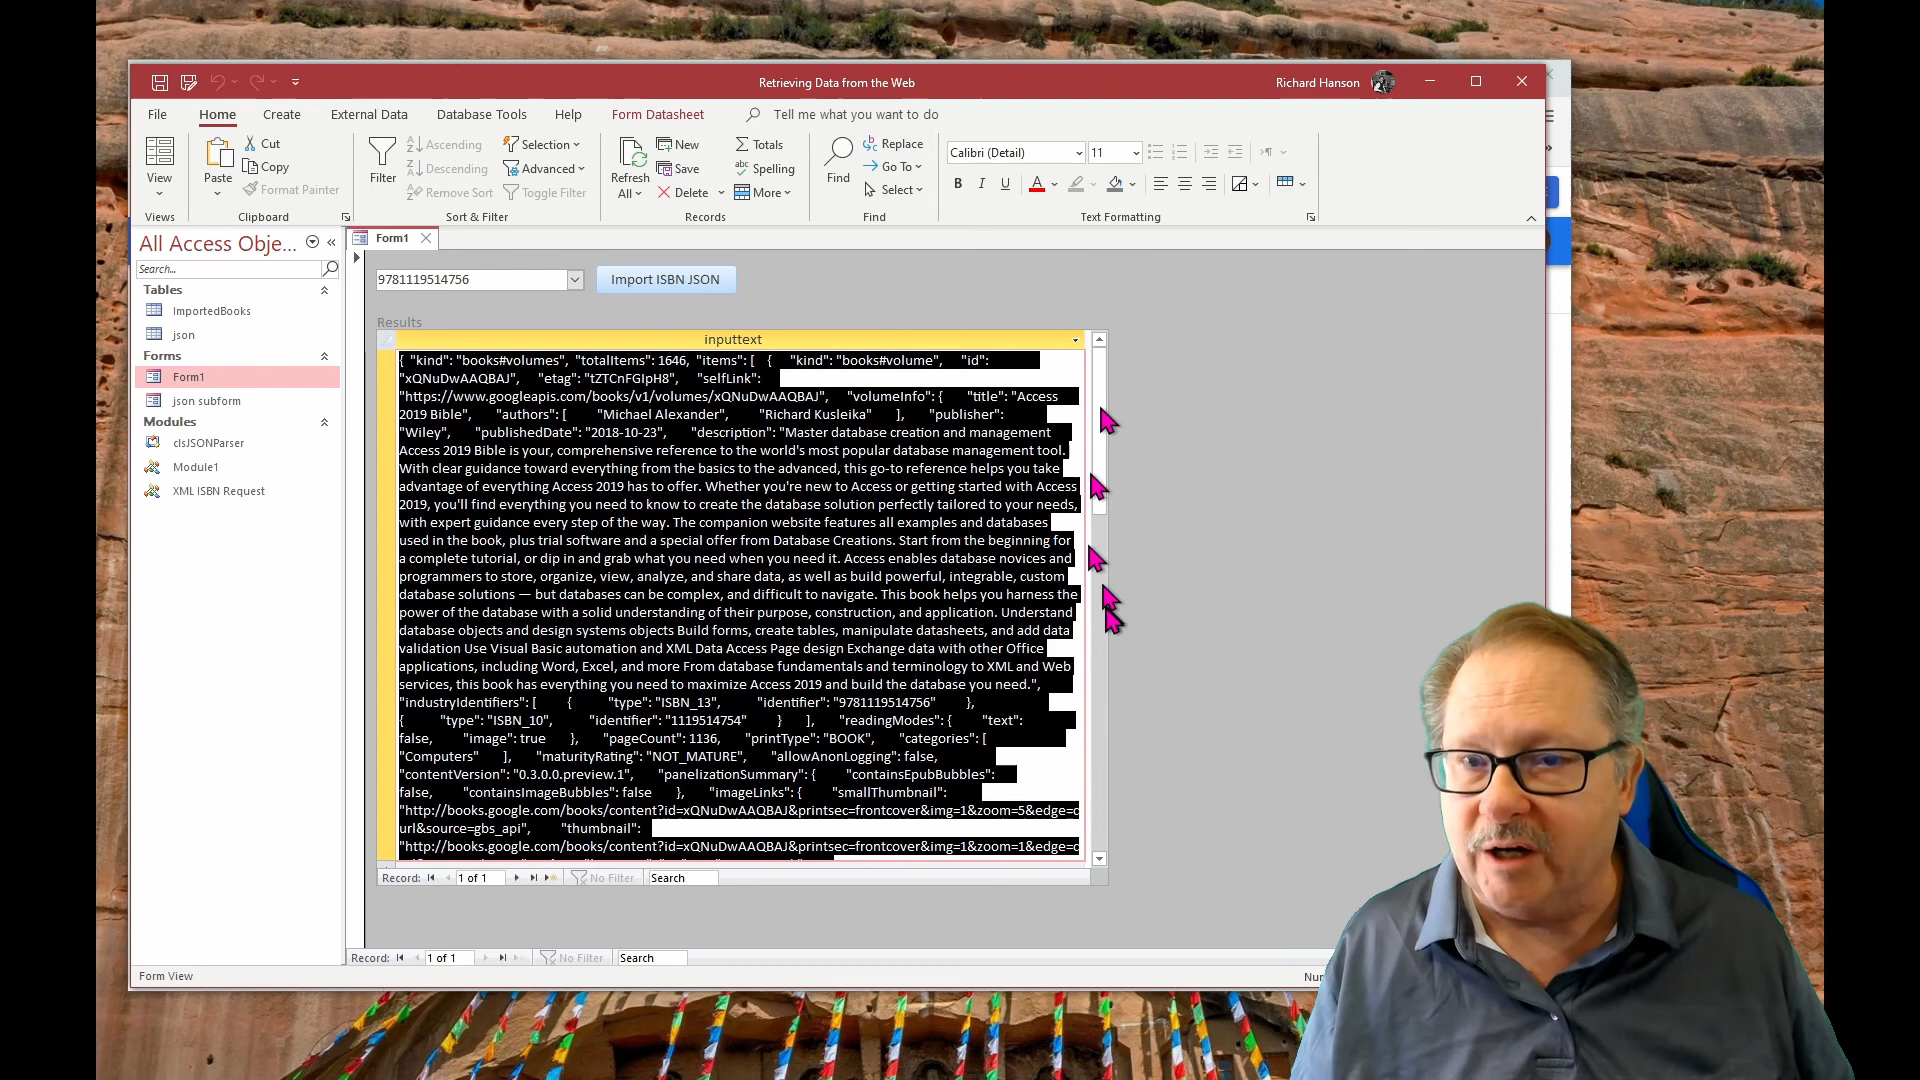 Retrieving Data from the Web
Richard Hanson
File Home Create External Data Database Tools Help Form Datasheet Tell me what you want to do
View
Views
Paste
Cut
Copy
Format Painter
Clipboard
Filter
Ascending
Descending
Remove Sort
Selection
Advanced
Toggle Filter
Sort & Filter
Refresh
All
New
Save
Delete
Totals
Spelling
More
Records
Find
Replace
Go To
Select
Find
Calibri (Detail) 11
B I U
Text Formatting
All Access Obje...
Search...
Tables
ImportedBooks
json
Forms
Form1
json subform
Modules
clsJSONParser
Module1
XML ISBN Request
Form1
9781119514756 Import ISBN JSON
Results
inputtext
{ "kind": "books#volumes", "totalItems": 1646, "items": [ { "kind": "books#volume", "id":
"xQNuDwAAQBAJ", "etag": "tZTCnFGIpH8", "selfLink":
"https://www.googleapis.com/books/v1/volumes/xQNuDwAAQBAJ", "volumeInfo": { "title": "Access
2019 Bible", "authors": [ "Michael Alexander", "Richard Kusleika" ], "publisher":
"Wiley", "publishedDate": "2018-10-23", "description": "Master database creation and management
Access 2019 Bible is your, comprehensive reference to the world's most popular database management tool.
With clear guidance toward everything from the basics to the advanced, this go-to reference helps you take
advantage of everything Access 2019 has to offer. Whether you're new to Access or getting started with Access
2019, you'll find everything you need to know to create the database solution perfectly tailored to your needs,
with expert guidance every step of the way. The companion website features all examples and databases
used in the book, plus trial software and a special offer from Database Creations. Start from the beginning for
a complete tutorial, or dip in and grab what you need when you need it. Access enables database novices and
programmers to store, organize, view, analyze, and share data, as well as build powerful, integrable, custom
database solutions — but databases can be complex, and difficult to navigate. This book helps you harness the
power of the database with a solid understanding of their purpose, construction, and application. Understand
database objects and design systems objects Build forms, create tables, manipulate datasheets, and add data
validation Use Visual Basic automation and XML Data Access Page design Exchange data with other Office
applications, including Word, Excel, and more From database fundamentals and terminology to XML and Web
services, this book has everything you need to maximize Access 2019 and build the database you need.",
"industryIdentifiers": [ { "type": "ISBN_13", "identifier": "9781119514756" },
{ "type": "ISBN_10", "identifier": "1119514754" } ], "readingModes": { "text":
false, "image": true }, "pageCount": 1136, "printType": "BOOK", "categories": [
"Computers" ], "maturityRating": "NOT_MATURE", "allowAnonLogging": false,
"contentVersion": "0.3.0.0.preview.1", "panelizationSummary": { "containsEpubBubbles":
false, "containsImageBubbles": false }, "imageLinks": { "smallThumbnail":
"http://books.google.com/books/content?id=xQNuDwAAQBAJ&printsec=frontcover&img=1&zoom=5&edge=c
url&source=gbs_api", "thumbnail":
"http://books.google.com/books/content?id=xQNuDwAAQBAJ&printsec=frontcover&img=1&zoom=1&edge=c
Record: 1 of 1 No Filter Search
Record: 1 of 1 No Filter Search
Form View